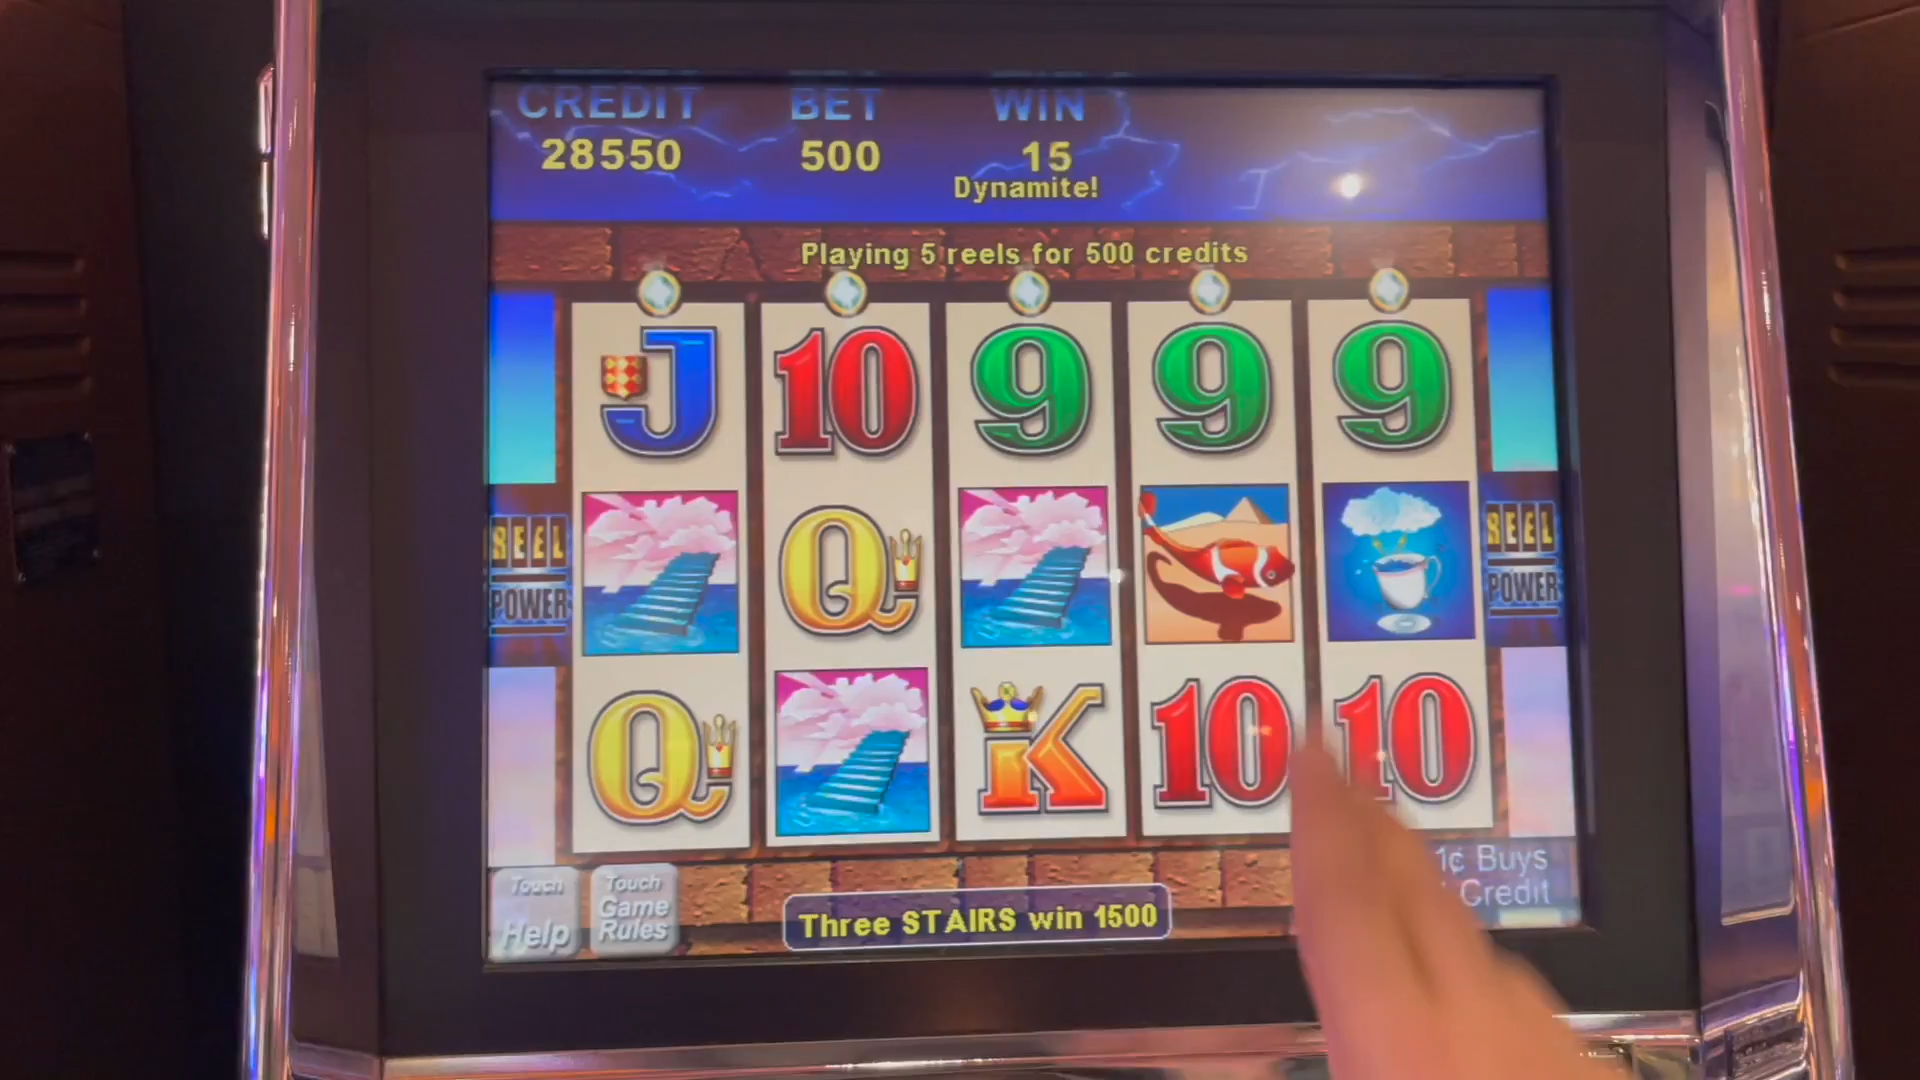 CREDIT BET WIN
28550 500 15
Dynamite!
Playing 5 reels for 500 credits
J 10 9 9 9
Q
Q K 10 10
REEL
POWER
REEL
POWER
Touch
Help
Touch
Game
Rules
Three STAIRS win 1500
1¢ Buys
Credit